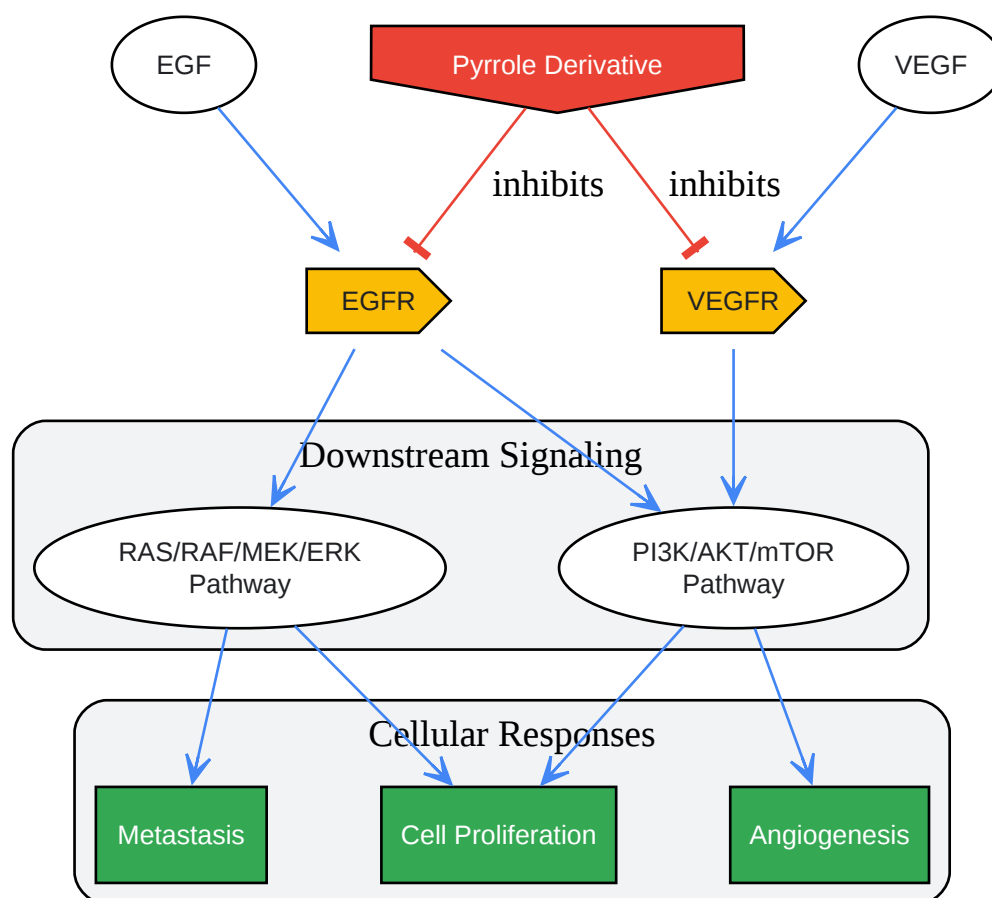 EGF
Pyrrole Derivative
VEGF
inhibits
inhibits
EGFR
VEGFR
Downstream Signaling
RAS/RAF/MEK/ERK
Pathway
PI3K/AKT/mTOR
Pathway
Cellular Responses
Metastasis
Cell Proliferation
Angiogenesis